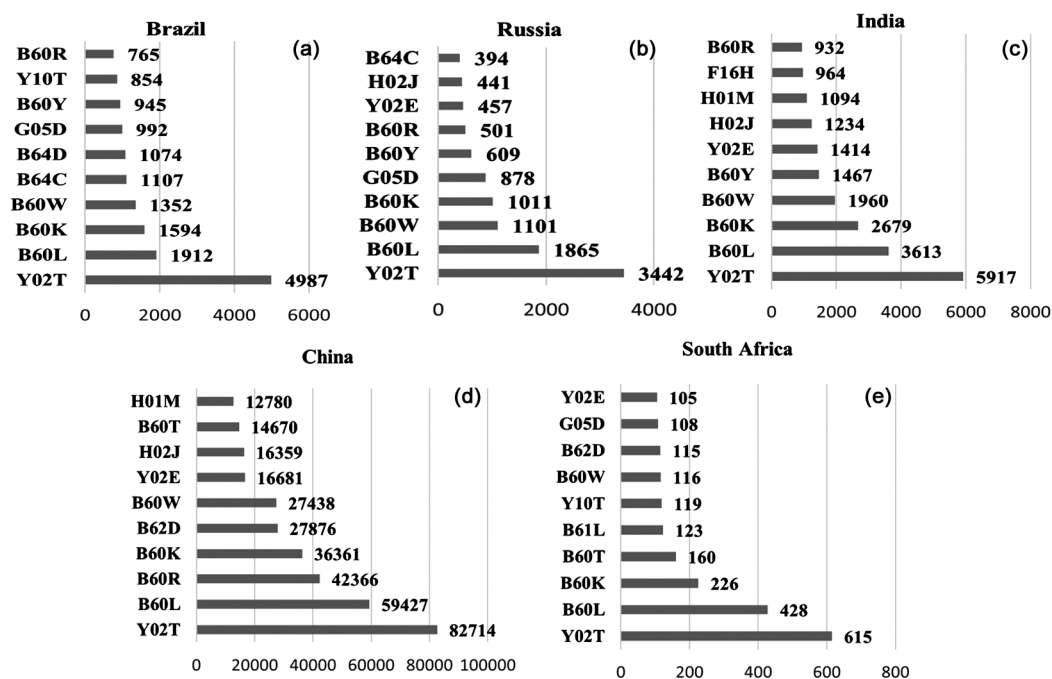 Brazil (a)
B60R 765
Y10T 854
B60Y 945
G05D 992
B64D 1074
B64C 1107
B60W 1352
B60K 1594
B60L 1912
Y02T 4987
0 2000 4000 6000
Russia (b)
B64C 394
H02J 441
Y02E 457
B60R 501
B60Y 609
G05D 878
B60K 1011
B60W 1101
B60L 1865
Y02T 3442
0 2000 4000
India (c)
B60R 932
F16H 964
H01M 1094
H02J 1234
Y02E 1414
B60Y 1467
B60W 1960
B60K 2679
B60L 3613
Y02T 5917
0 2000 4000 6000 8000
China (d)
H01M 12780
B60T 14670
H02J 16359
Y02E 16681
B60W 27438
B62D 27876
B60K 36361
B60R 42366
B60L 59427
Y02T 82714
0 20000 40000 60000 80000 100000
South Africa (e)
Y02E 105
G05D 108
B62D 115
B60W 116
Y10T 119
B61L 123
B60T 160
B60K 226
B60L 428
Y02T 615
0 200 400 600 800